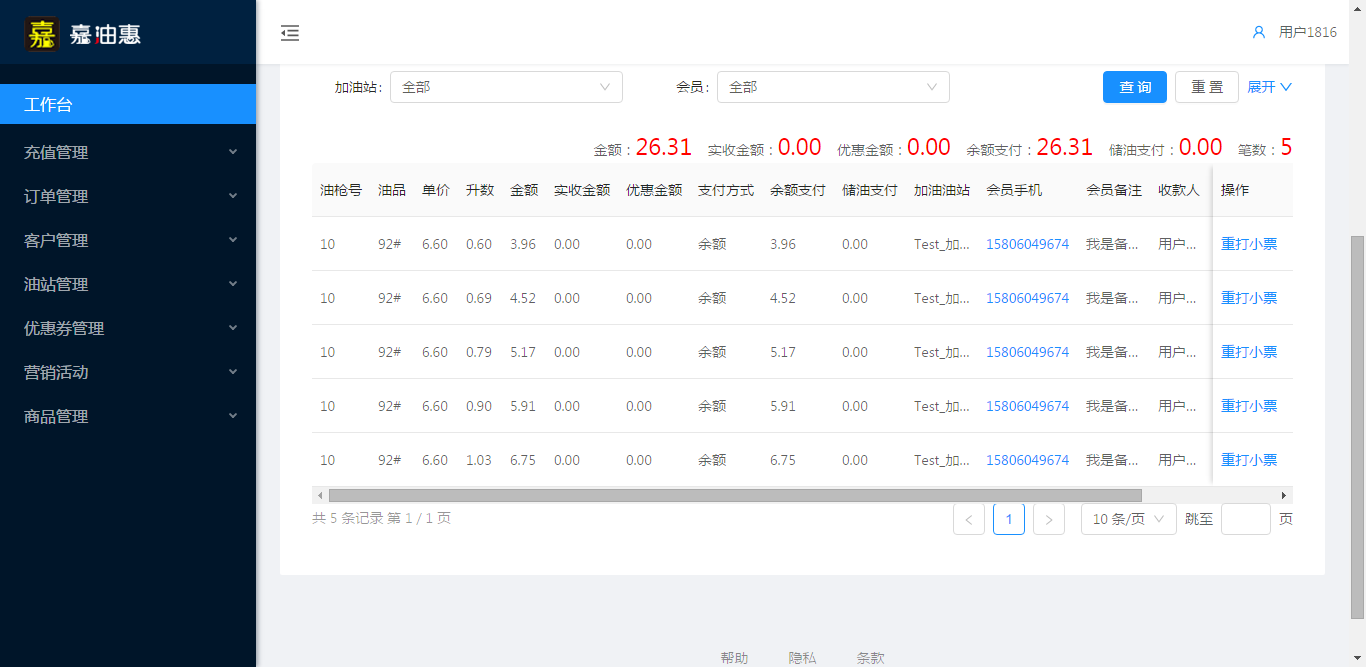 嘉 嘉油惠
用户1816
工作台
充值管理
订单管理
客户管理
油站管理
优惠券管理
营销活动
商品管理
加油站: 全部 会员: 全部 查 询 重 置 展开
金额：26.31 实收金额：0.00 优惠金额：0.00 余额支付：26.31 储油支付：0.00 笔数：5
油枪号 油品 单价 升数 金额 实收金额 优惠金额 支付方式 余额支付 储油支付 加油油站 会员手机 会员备注 收款人 操作
10 92# 6.60 0.60 3.96 0.00 0.00 余额 3.96 0.00 Test_加... 15806049674 我是备... 用户... 重打小票
10 92# 6.60 0.69 4.52 0.00 0.00 余额 4.52 0.00 Test_加... 15806049674 我是备... 用户... 重打小票
10 92# 6.60 0.79 5.17 0.00 0.00 余额 5.17 0.00 Test_加... 15806049674 我是备... 用户... 重打小票
10 92# 6.60 0.90 5.91 0.00 0.00 余额 5.91 0.00 Test_加... 15806049674 我是备... 用户... 重打小票
10 92# 6.60 1.03 6.75 0.00 0.00 余额 6.75 0.00 Test_加... 15806049674 我是备... 用户... 重打小票
共 5 条记录 第 1 / 1 页 < 1 > 10 条/页 跳至 页
帮助 隐私 条款